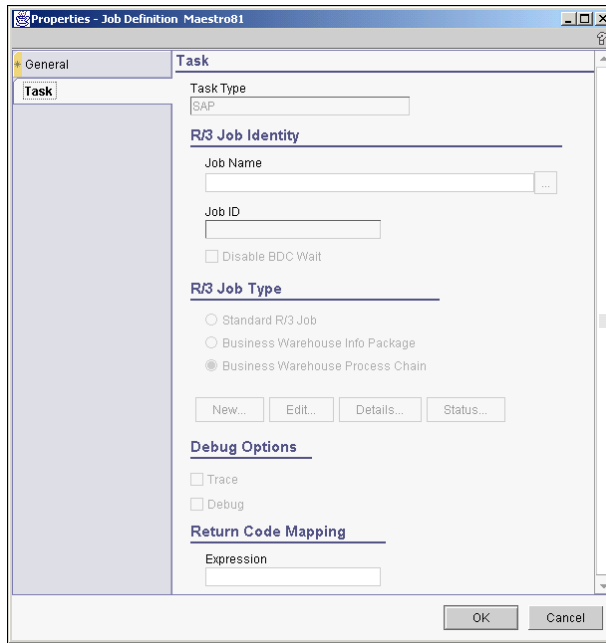 Properties - Job Definition Maestro81
General
Task
Task
Task Type
SAP
R/3 Job Identity
Job Name
...
Job ID
Disable BDC Wait
R/3 Job Type
Standard R/3 Job
Business Warehouse Info Package
Business Warehouse Process Chain
New... Edit... Details... Status...
Debug Options
Trace
Debug
Return Code Mapping
Expression
OK Cancel